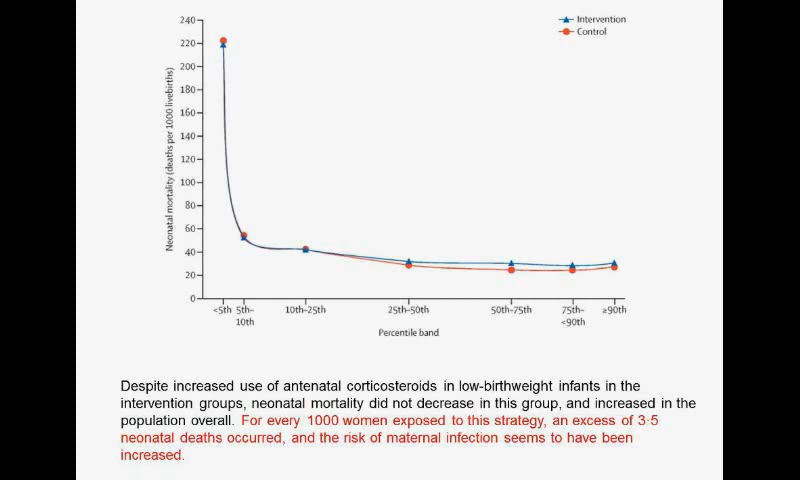 240
220
200
180
160
140
120
100
80
60
40
20
0
Neonatal mortality (deaths per 1000 livebirths)
Intervention
Control
<5th 5th–10th 10th–25th 25th–50th 50th–75th 75th–<90th ≥90th
Percentile band
Despite increased use of antenatal corticosteroids in low-birthweight infants in the
intervention groups, neonatal mortality did not decrease in this group, and increased in the
population overall. For every 1000 women exposed to this strategy, an excess of 3·5
neonatal deaths occurred, and the risk of maternal infection seems to have been
increased.